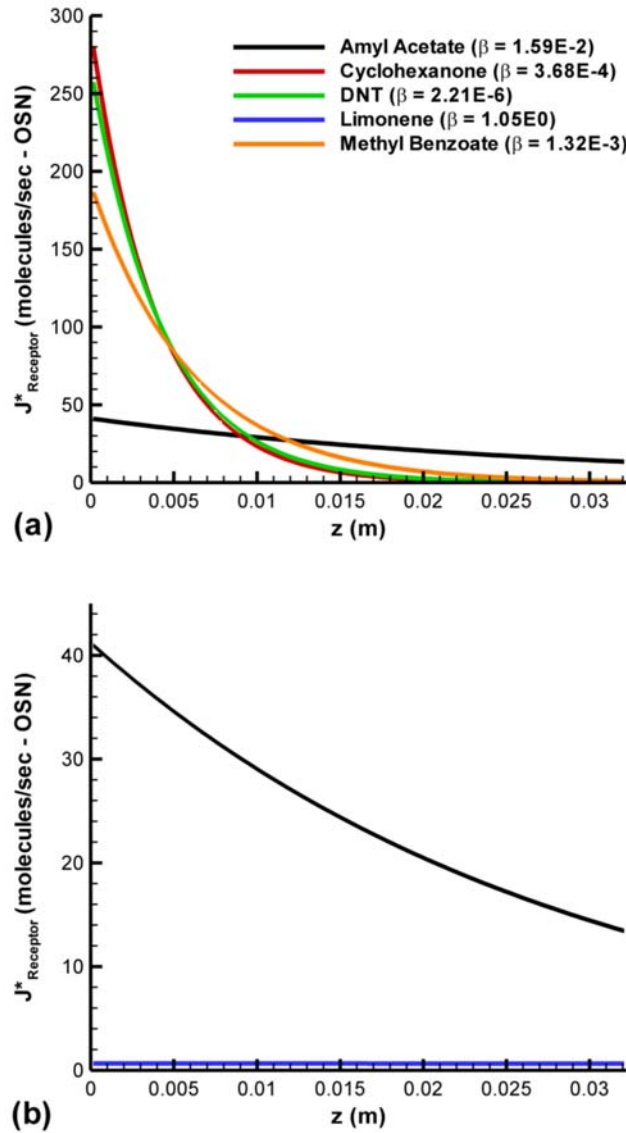 300
250
200
150
100
50
0
J*Receptor (molecules/sec - OSN)
Amyl Acetate (β = 1.59E-2)
Cyclohexanone (β = 3.68E-4)
DNT (β = 2.21E-6)
Limonene (β = 1.05E0)
Methyl Benzoate (β = 1.32E-3)
0 0.005 0.01 0.015 0.02 0.025 0.03
(a)
z (m)
40
30
20
10
0
J*Receptor (molecules/sec - OSN)
0 0.005 0.01 0.015 0.02 0.025 0.03
(b)
z (m)